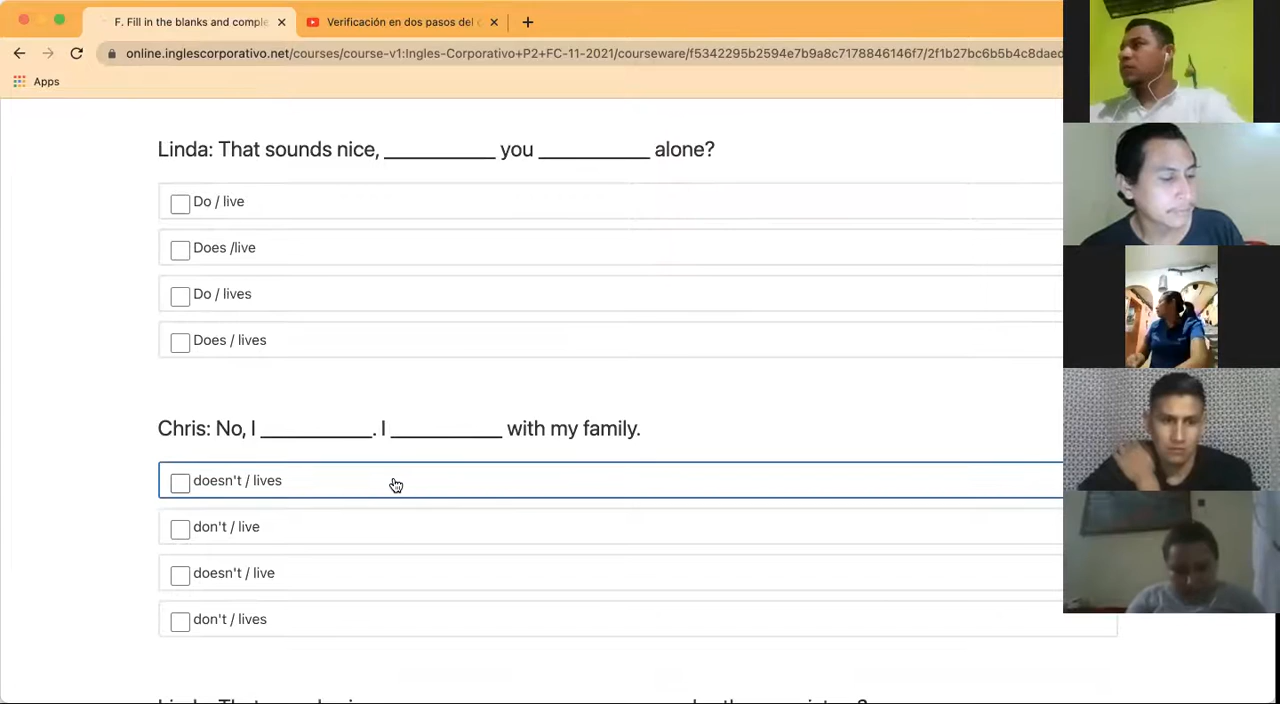 F. Fill in the blanks and comple
Verificación en dos pasos del
online.inglescorporativo.net/courses/course-v1:Ingles-Corporativo+P2+FC-11-2021/courseware/f5342295b2594e7b9a8c7178846146f7/2f1b27bc6b5b4c8daed
Apps
Linda: That sounds nice, __________ you __________ alone?
Do / live
Does /live
Do / lives
Does / lives
Chris: No, I __________. I __________ with my family.
doesn't / lives
don't / live
doesn't / live
don't / lives